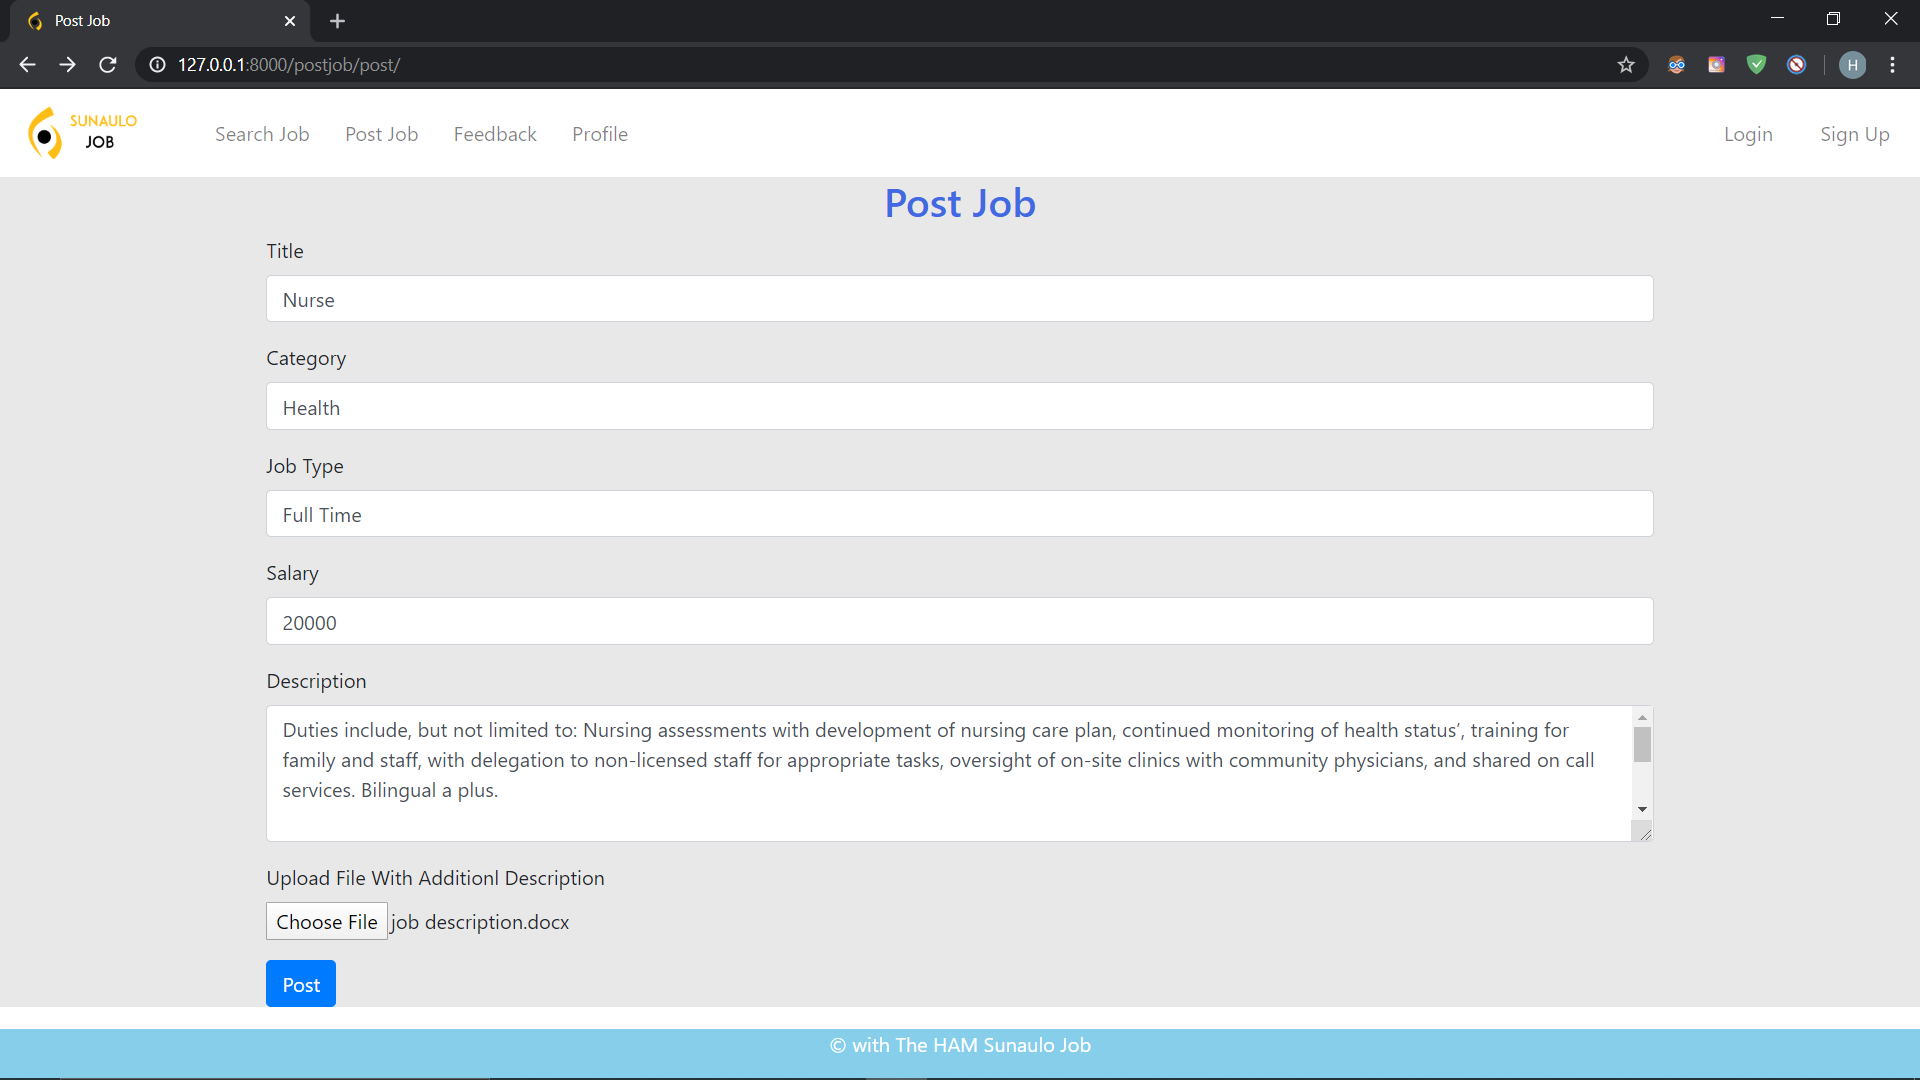 Post Job
127.0.0.1:8000/postjob/post/
H
SUNAULO
JOB
Search Job
Post Job
Feedback
Profile
Login
Sign Up
Post Job
Title
Nurse
Category
Health
Job Type
Full Time
Salary
20000
Description
Duties include, but not limited to: Nursing assessments with development of nursing care plan, continued monitoring of health status’, training for
family and staff, with delegation to non-licensed staff for appropriate tasks, oversight of on-site clinics with community physicians, and shared on call
services. Bilingual a plus.
Upload File With Additionl Description
Choose File job description.docx
Post
© with The HAM Sunaulo Job